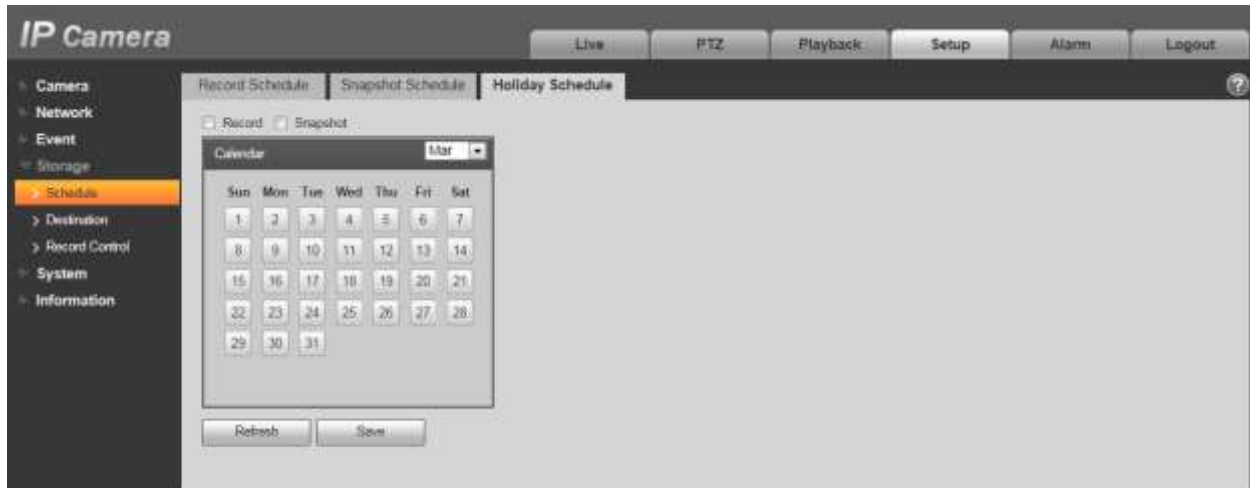 IP Camera
Live PTZ Playback Setup Alarm Logout
Camera
Network
Event
Storage
Schedule
Destination
Record Control
System
Information
Record Schedule Snapshot Schedule Holiday Schedule
?
Record Snapshot
Calendar Mar
Sun Mon Tue Wed Thu Fri Sat
1 2 3 4 5 6 7
8 9 10 11 12 13 14
15 16 17 18 19 20 21
22 23 24 25 26 27 28
29 30 31
Refresh Save